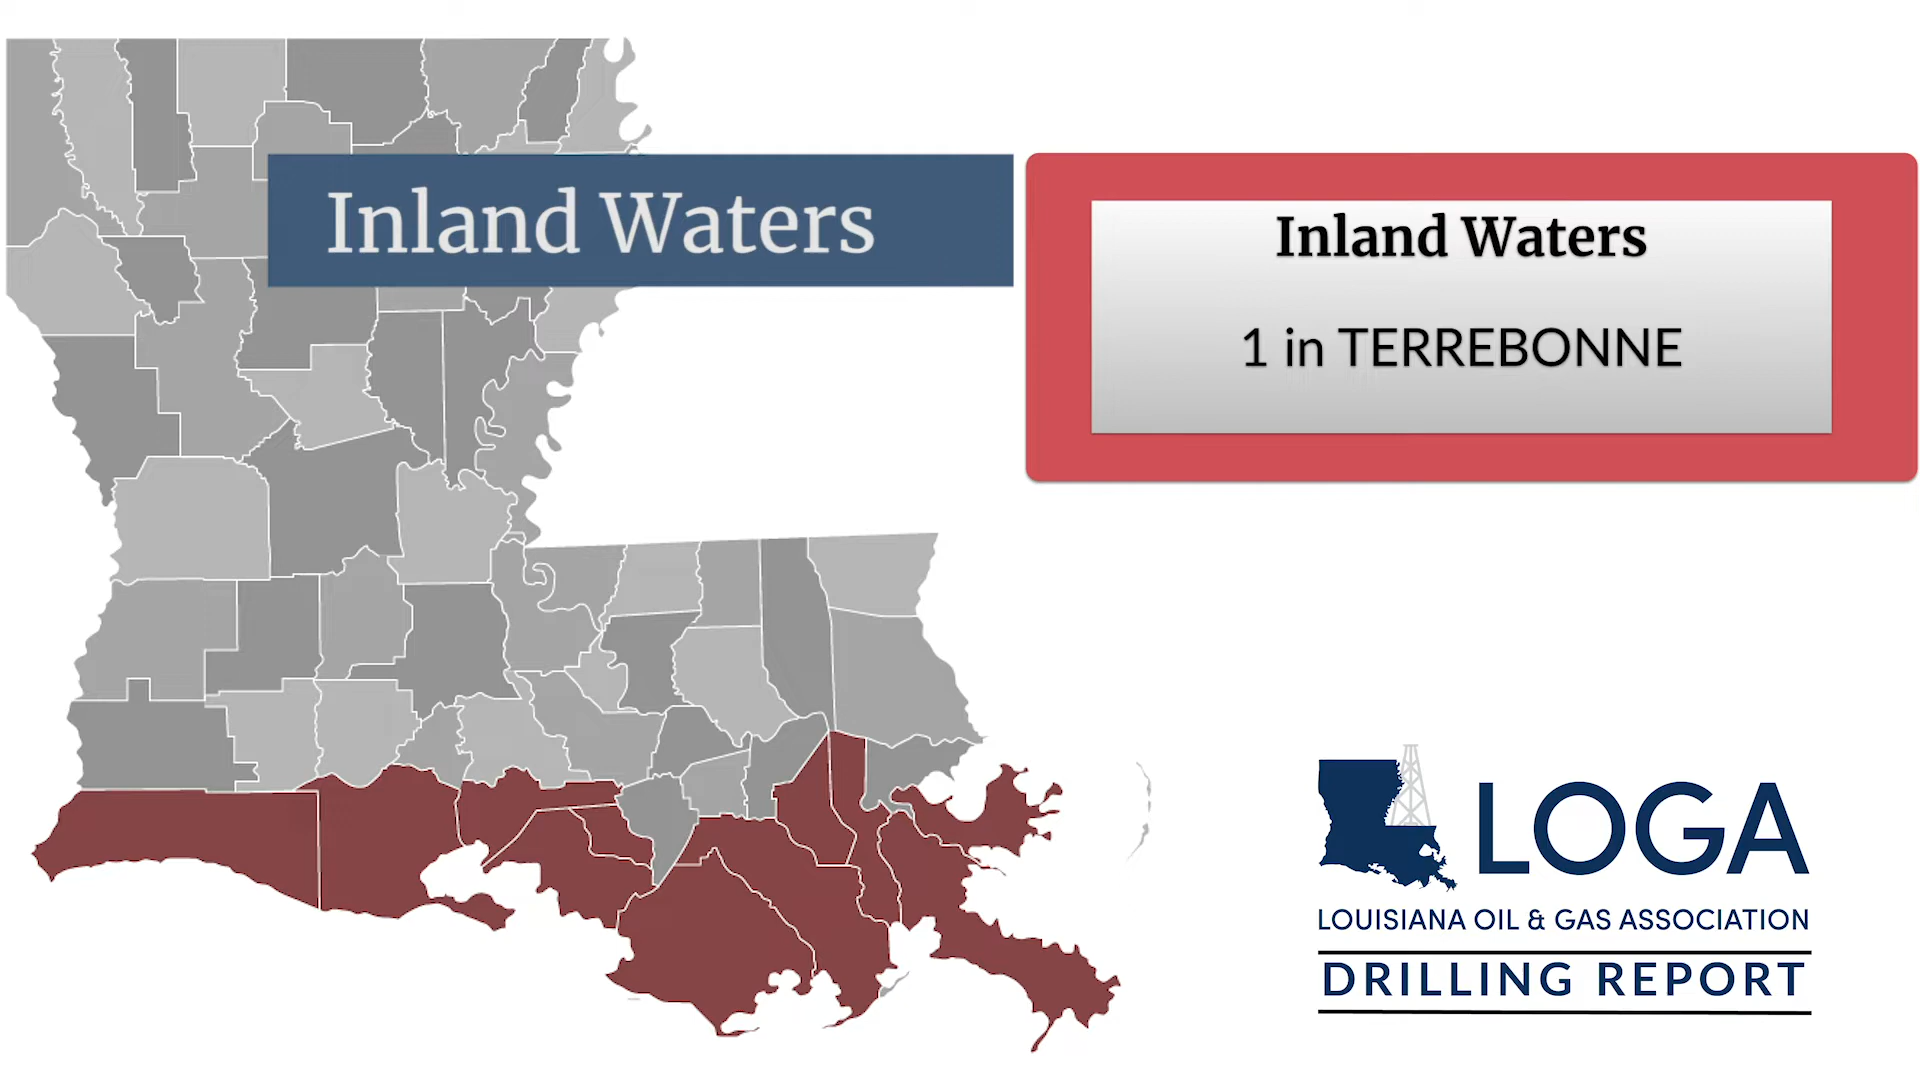 Inland Waters
Inland Waters
1 in TERREBONNE
LOGA
LOUISIANA OIL & GAS ASSOCIATION
DRILLING REPORT